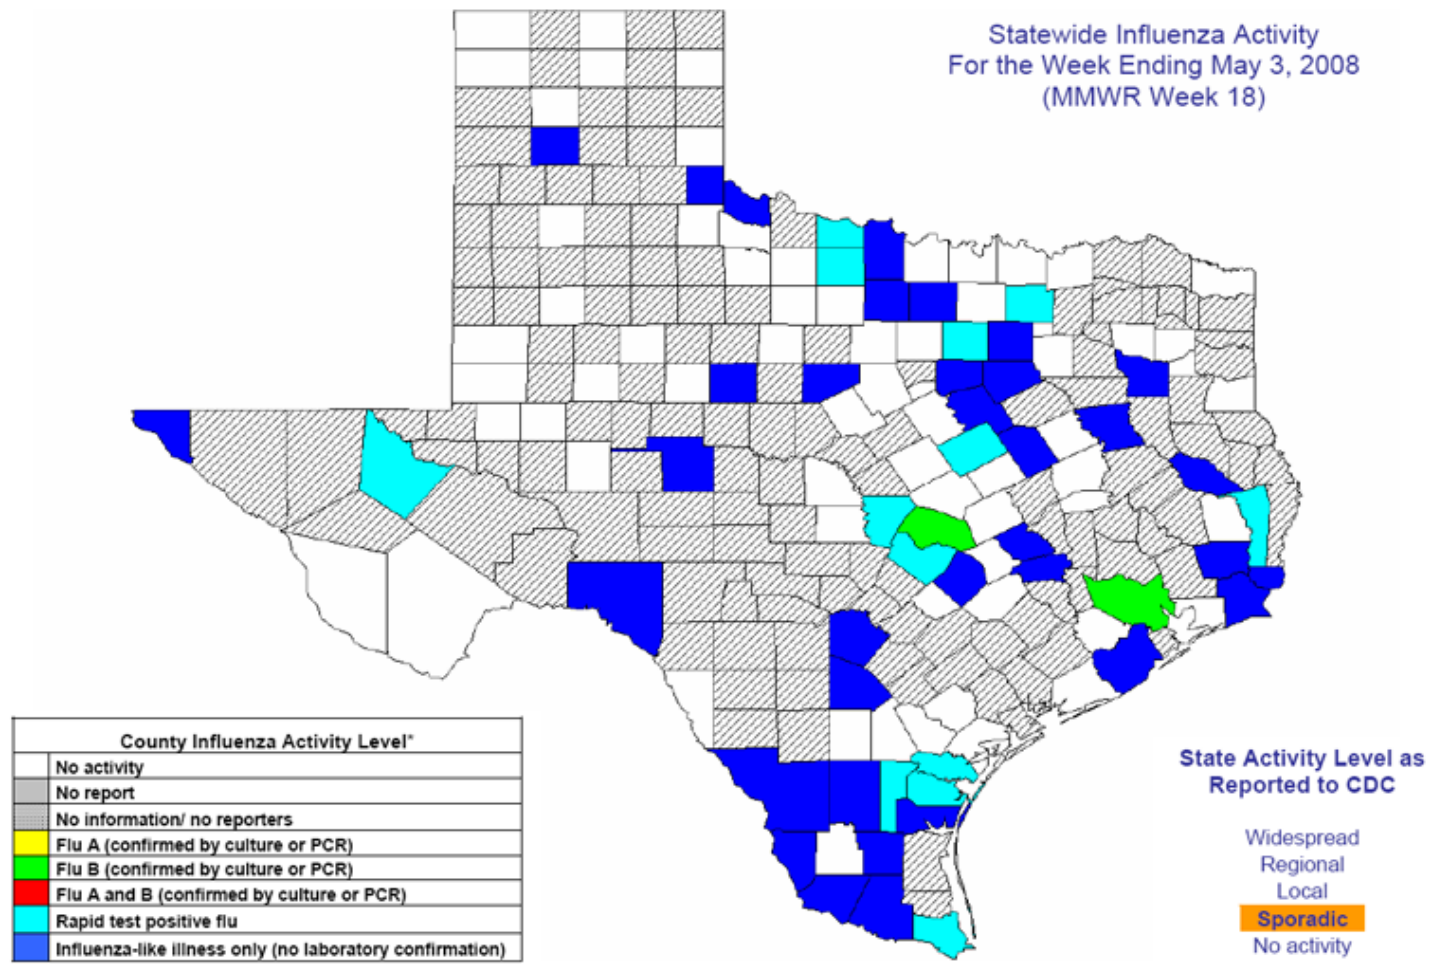 Statewide Influenza Activity
For the Week Ending May 3, 2008
(MMWR Week 18)
County Influenza Activity Level*
No activity
No report
No information/ no reporters
Flu A (confirmed by culture or PCR)
Flu B (confirmed by culture or PCR)
Flu A and B (confirmed by culture or PCR)
Rapid test positive flu
Influenza-like illness only (no laboratory confirmation)
State Activity Level as
Reported to CDC
Widespread
Regional
Local
Sporadic
No activity